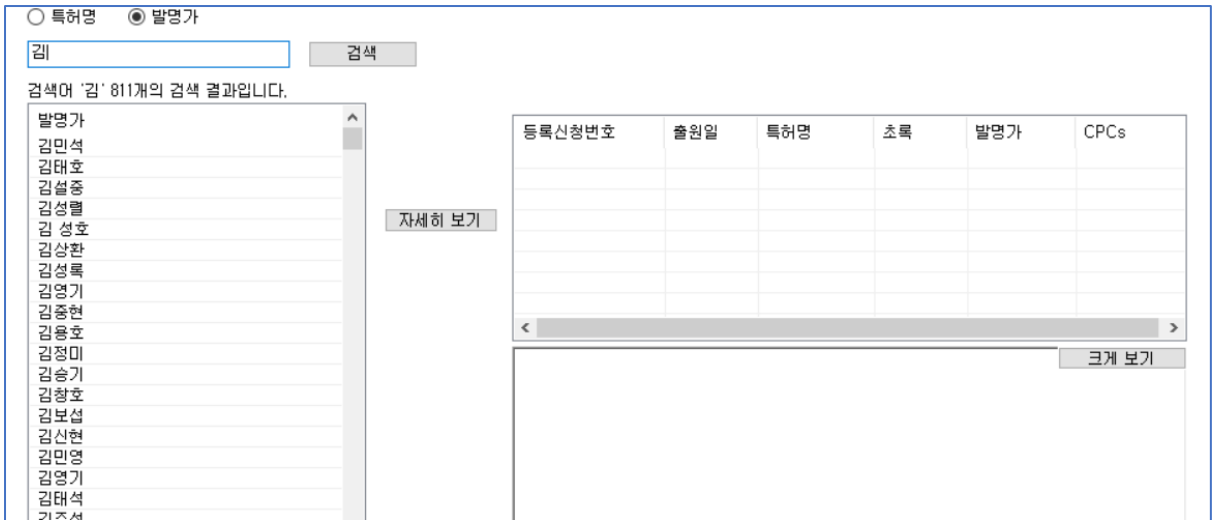 특허명 발명가
김 검색
검색어 '김' 811개의 검색 결과입니다.
발명가
김민석
김태호
김설중
김성렬
김 성호
김상환
김성록
김영기
김중현
김용호
김정미
김승기
김창호
김보섭
김신현
김민영
김영기
김태석
자세히 보기
등록신청번호 출원일 특허명 초록 발명가 CPCs
크게 보기